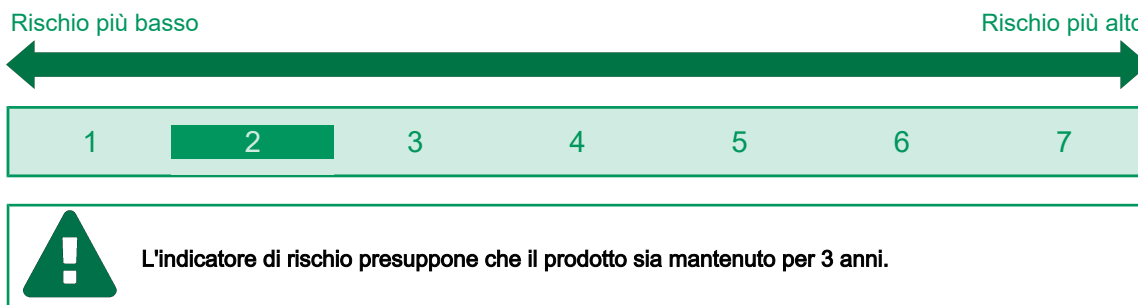 Rischio più basso Rischio più alto
1 2 3 4 5 6 7
L'indicatore di rischio presuppone che il prodotto sia mantenuto per 3 anni.